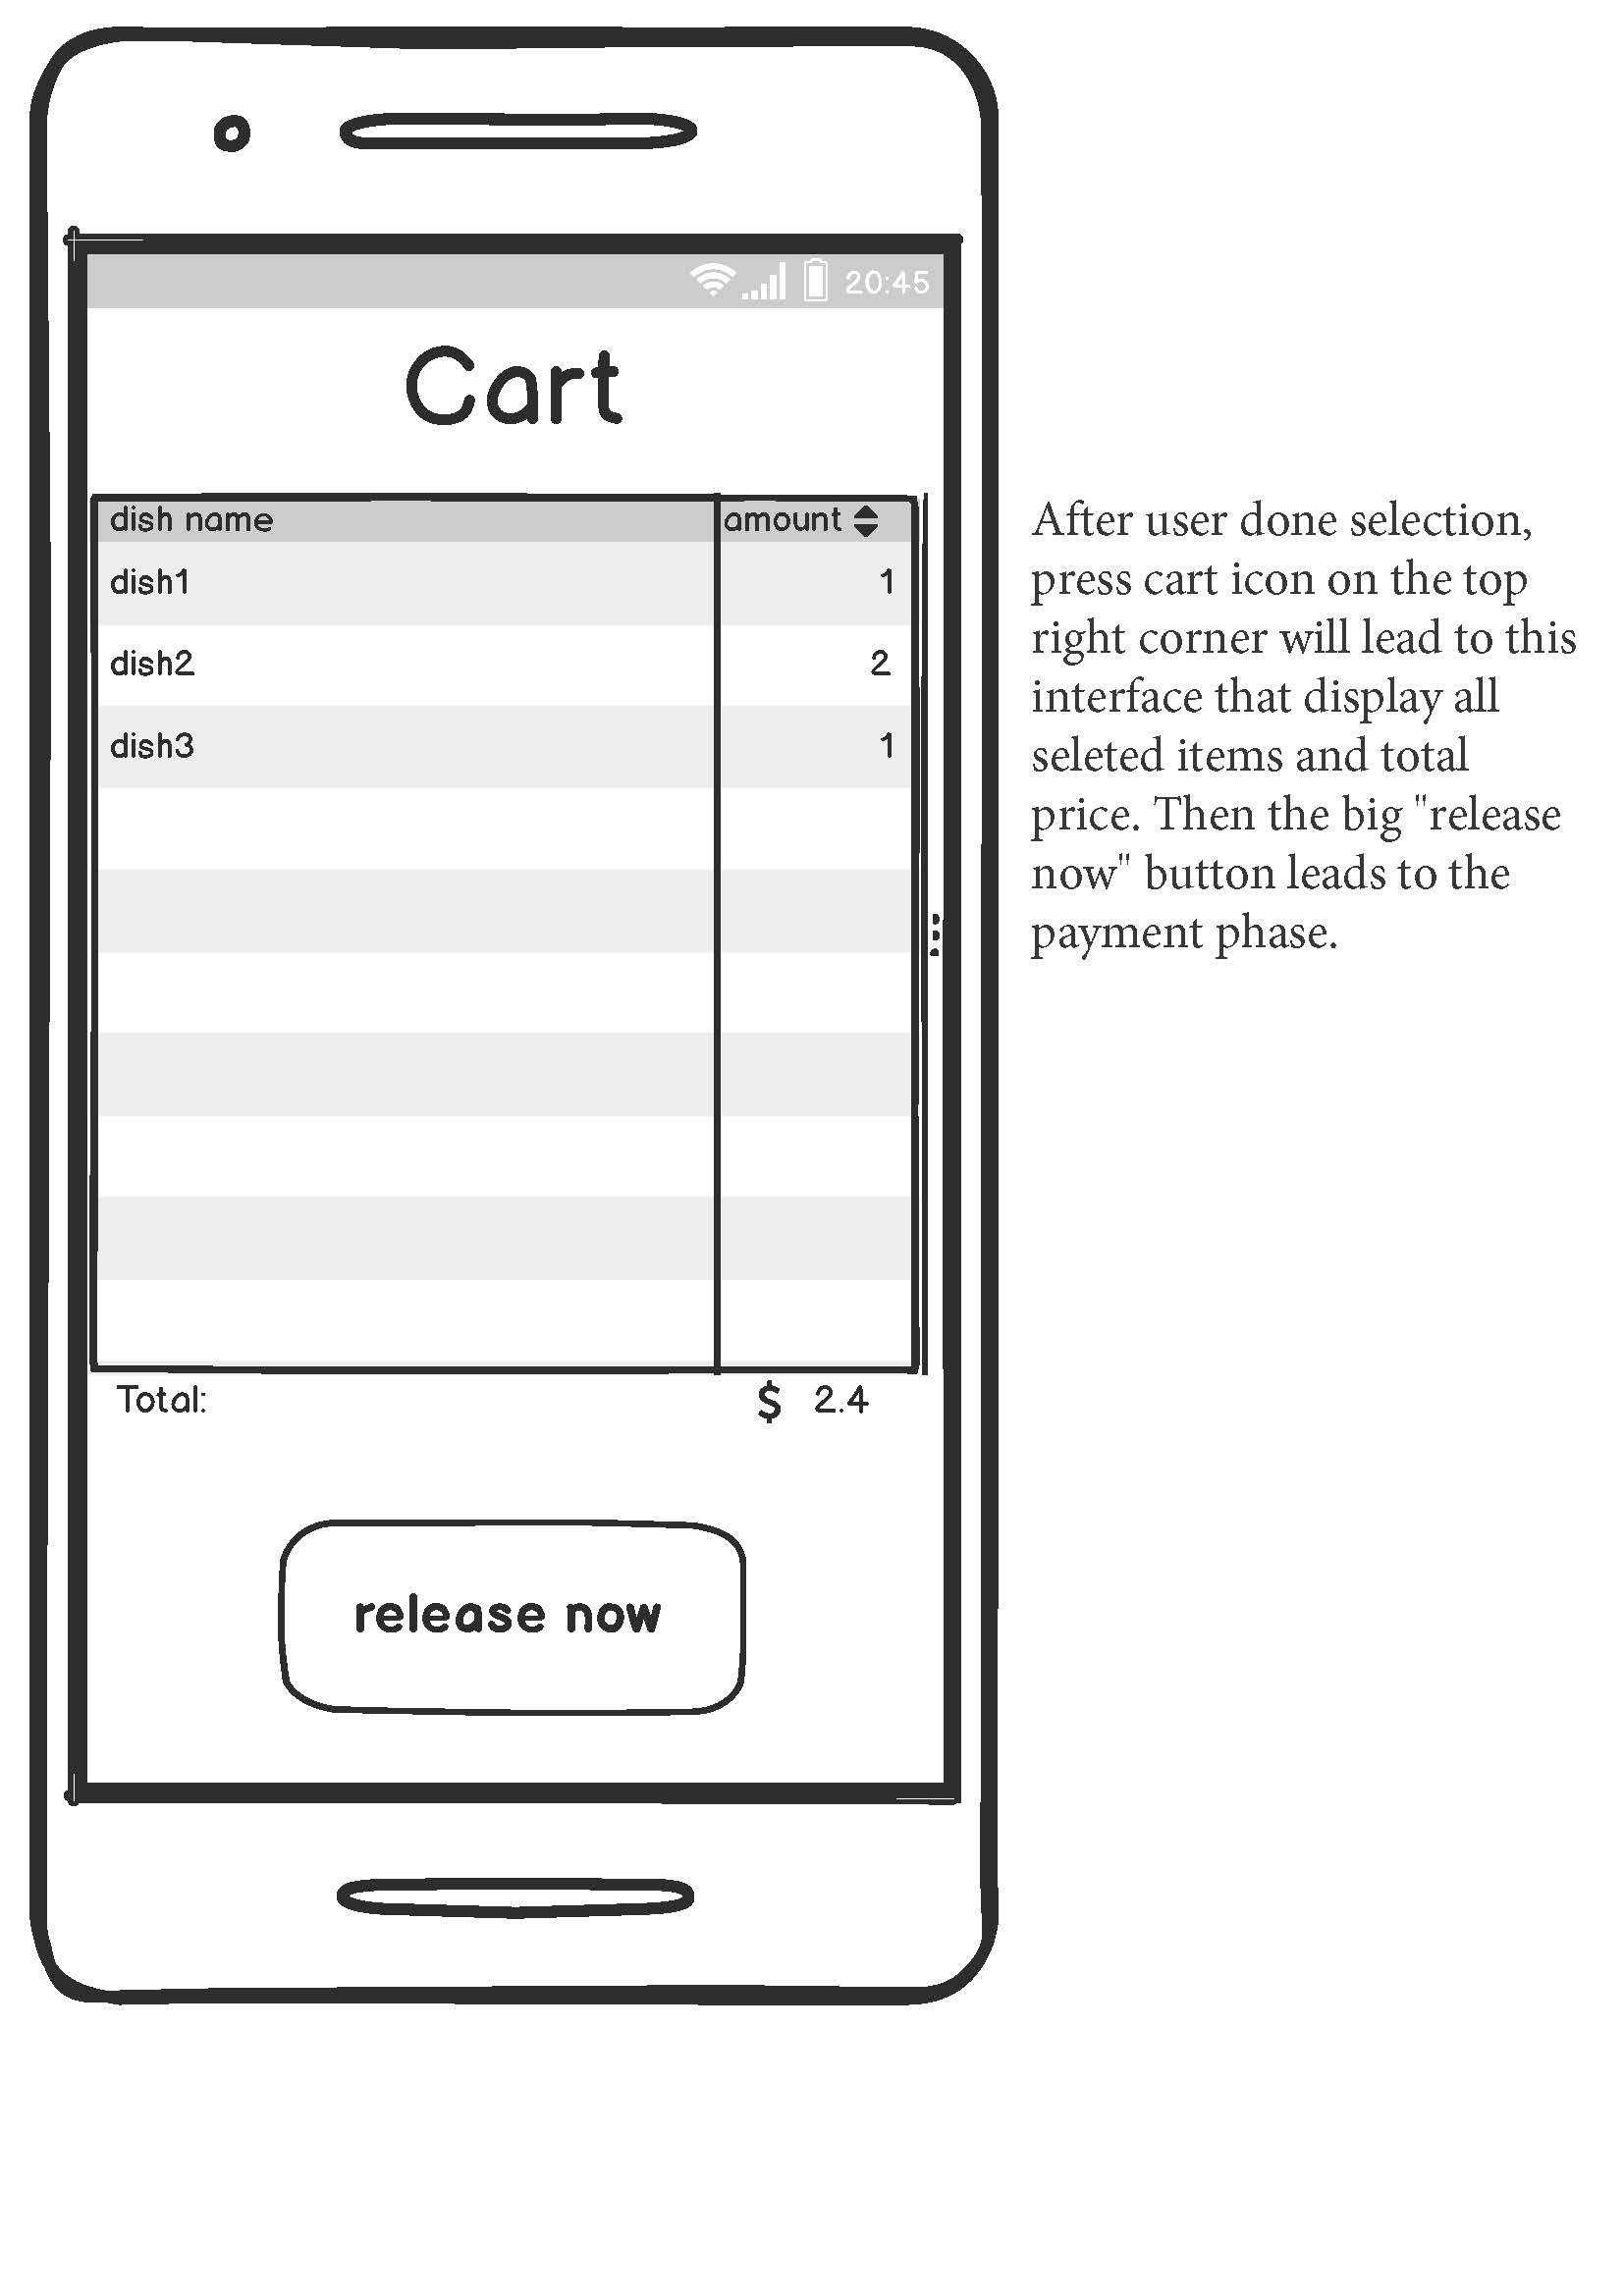 20:45
Cart
dish name amount
dish1 1
dish2 2
dish3 1
Total: $ 2.4
release now
After user done selection,
press cart icon on the top
right corner will lead to this
interface that display all
seleted items and total
price. Then the big "release
now" button leads to the
payment phase.